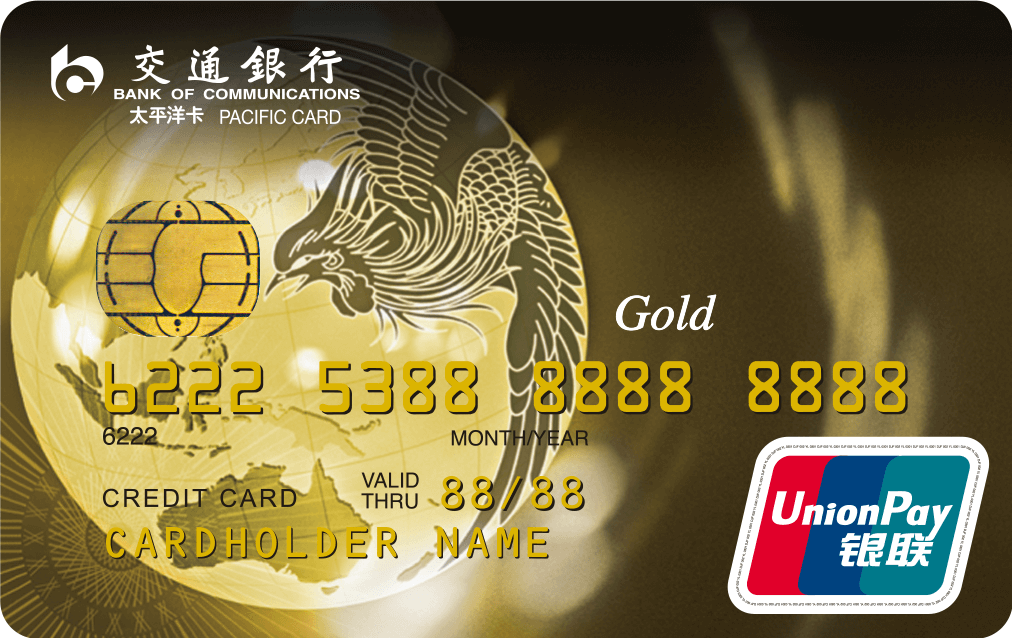 交通銀行
BANK OF COMMUNICATIONS
太平洋卡 PACIFIC CARD
Gold
6222 5388 8888 8888
6222
MONTH/YEAR
CREDIT CARD
VALID THRU 88/88
CARDHOLDER NAME
UnionPay
银联